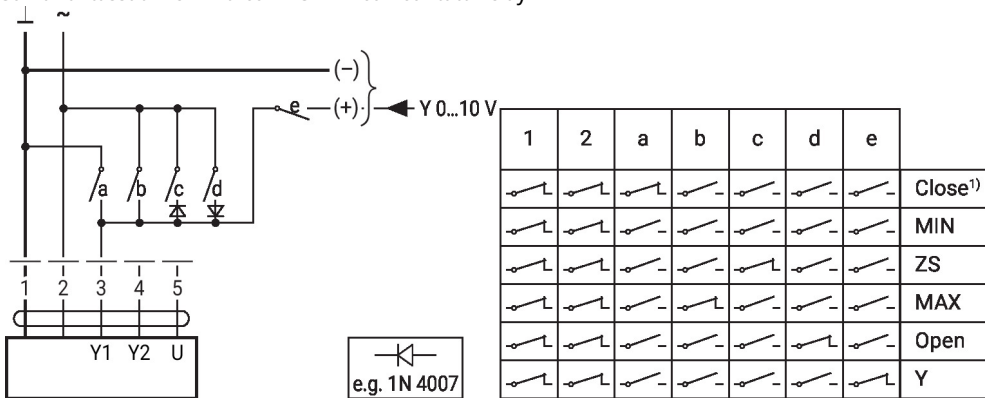 ⊥ ~
(–)
e (+) Y 0...10 V
a b c d
1 2 3 4 5
Y1 Y2 U
e.g. 1N 4007
1 2 a b c d e
Close¹⁾
MIN
ZS
MAX
Open
Y